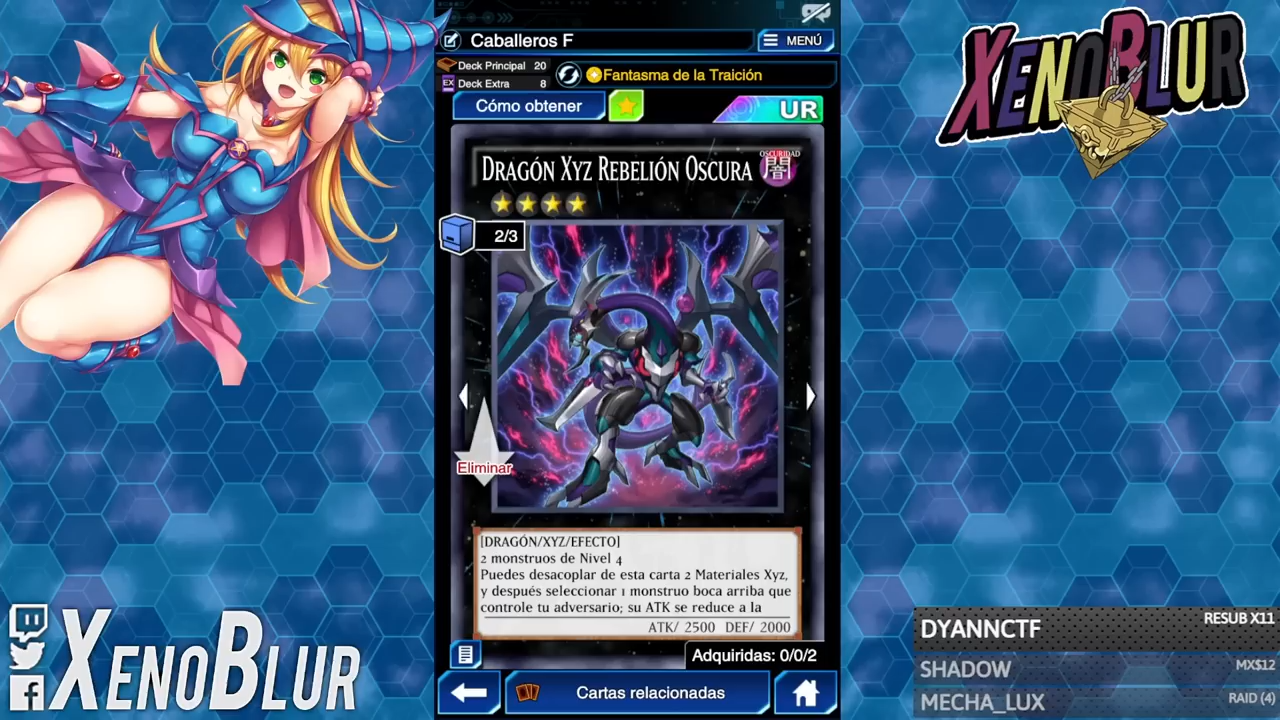 Caballeros F
MENÚ
Deck Principal 20
EX Deck Extra 8
Fantasma de la Traición
Cómo obtener
UR
DRAGÓN XYZ REBELIÓN OSCURA
OSCURIDAD
闇
2/3
Eliminar
[DRAGÓN/XYZ/EFECTO]
2 monstruos de Nivel 4
Puedes desacoplar de esta carta 2 Materiales Xyz,
y después seleccionar 1 monstruo boca arriba que
controle tu adversario; su ATK se reduce a la
ATK/ 2500 DEF/ 2000
Adquiridas: 0/0/2
Cartas relacionadas
XENOBLUR
XENOBLUR
DYANNCTF RESUB X11
SHADOW MX$12
MECHA_LUX RAID (4)